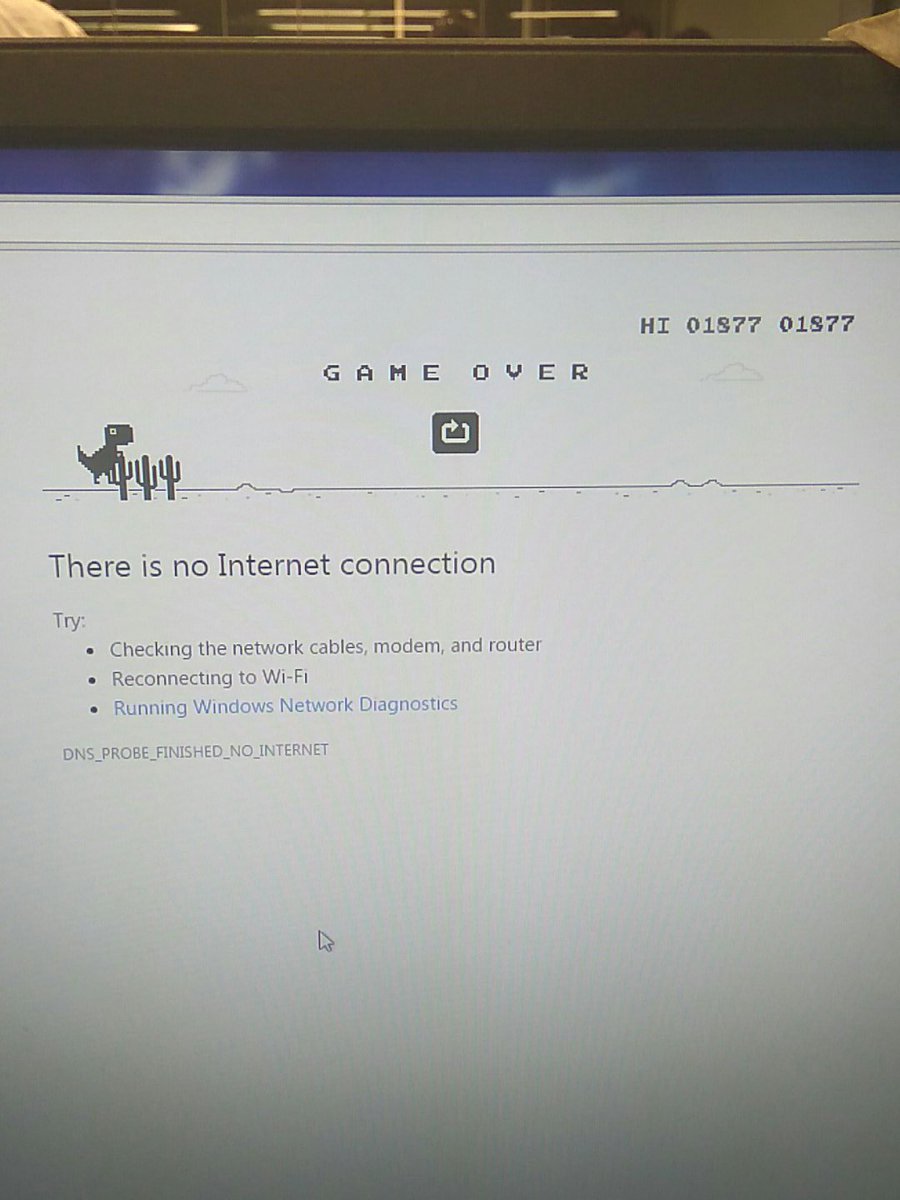 HI 01877 01877
GAME OVER
There is no Internet connection
Try:
• Checking the network cables, modem, and router
• Reconnecting to Wi-Fi
• Running Windows Network Diagnostics
DNS_PROBE_FINISHED_NO_INTERNET